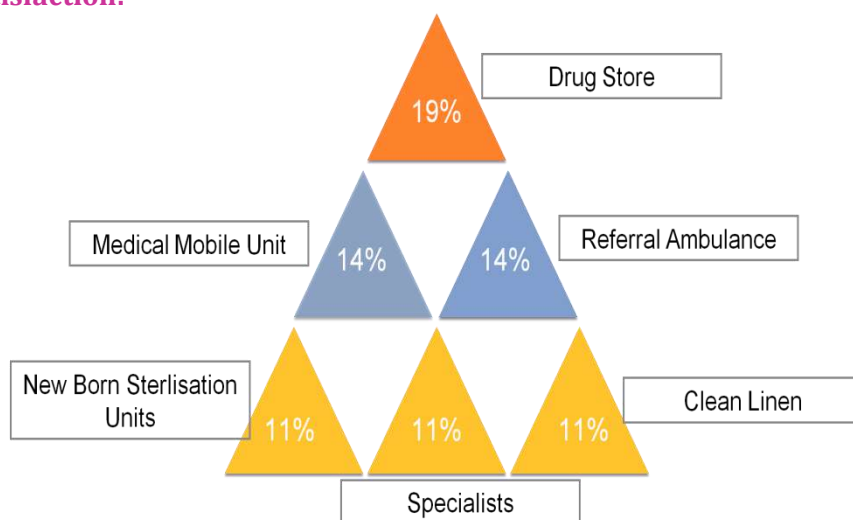 Drug Store
19%
Medical Mobile Unit
14%
14%
Referral Ambulance
New Born Sterlisation
Units
11%
11%
11%
Clean Linen
Specialists